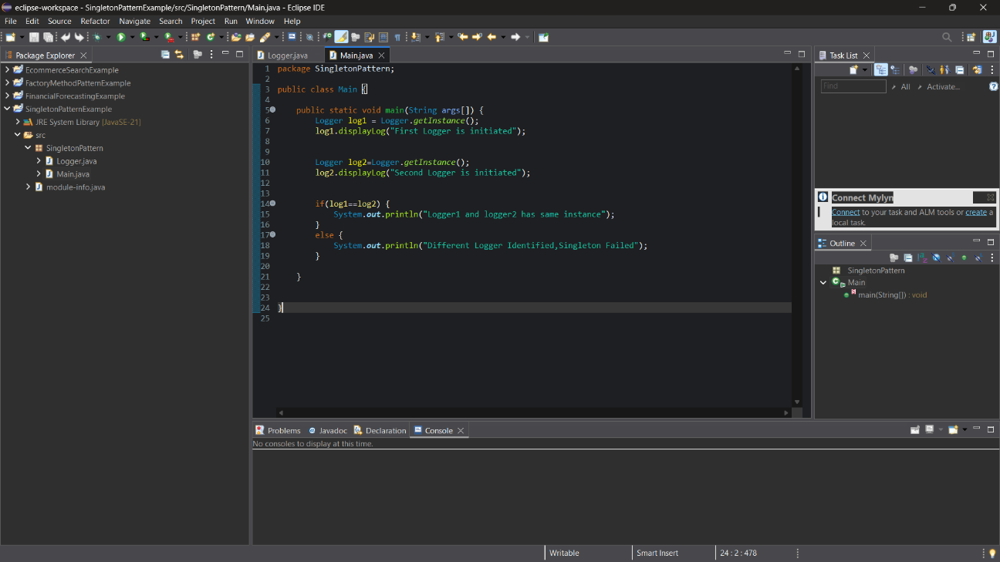 eclipse-workspace - SingletonPatternExample/src/SingletonPattern/Main.java - Eclipse IDE
File Edit Source Refactor Navigate Search Project Run Window Help
Package Explorer
EcommerceSearchExample
FactoryMethodPatternExample
FinancialForecastingExample
SingletonPatternExample
JRE System Library [JavaSE-21]
src
SingletonPattern
Logger.java
Main.java
module-info.java
Logger.java
Main.java
1 package SingletonPattern;
2
3 public class Main {
4
5 public static void main(String args[]) {
6 Logger log1 = Logger.getInstance();
7 log1.displayLog("First Logger is initiated");
8
9
10 Logger log2=Logger.getInstance();
11 log2.displayLog("Second Logger is initiated");
12
13
14 if(log1==log2) {
15 System.out.println("Logger1 and logger2 has same instance");
16 }
17 else {
18 System.out.println("Different Logger Identified,Singleton Failed");
19 }
20
21 }
22
23
24 }
25
Task List
Find All Activate...
Connect Mylyn
Connect to your task and ALM tools or create a
local task.
Outline
SingletonPattern
Main
main(String[]) : void
Problems Javadoc Declaration Console
No consoles to display at this time.
Writable Smart Insert 24 : 2 : 478